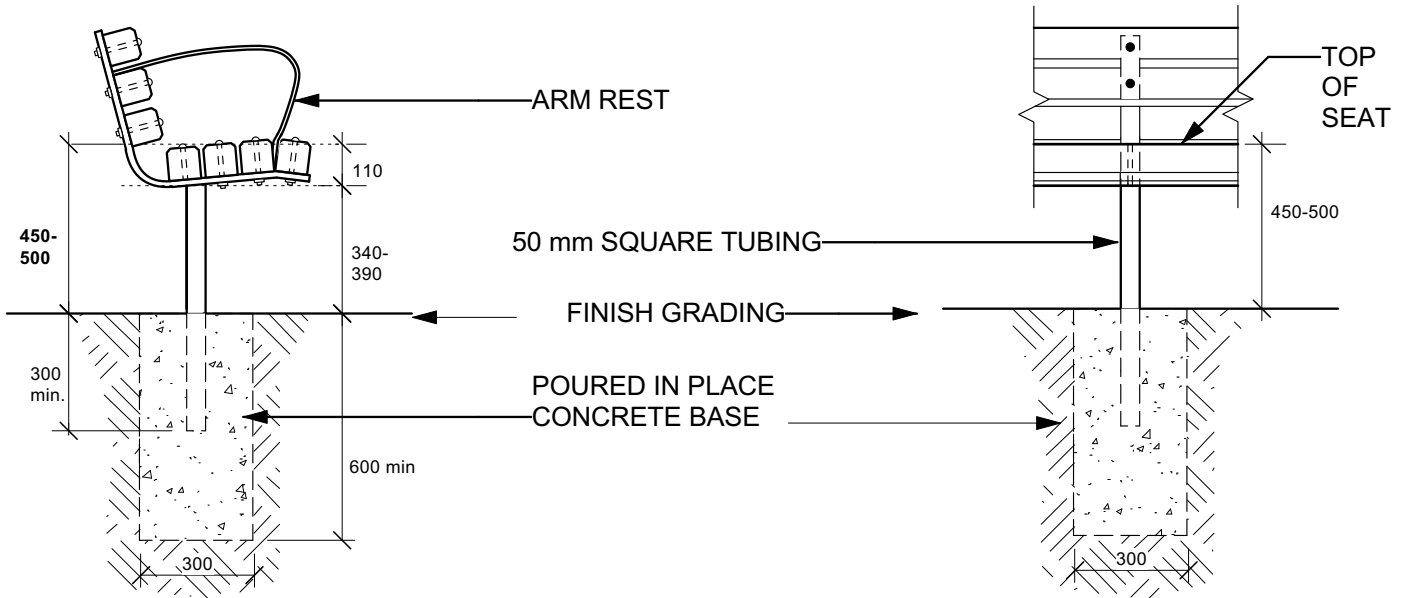 ARM REST
TOP
OF
SEAT
110
450-
500
340-
390
450-500
50 mm SQUARE TUBING
FINISH GRADING
300
min.
POURED IN PLACE
CONCRETE BASE
600 min
300
300